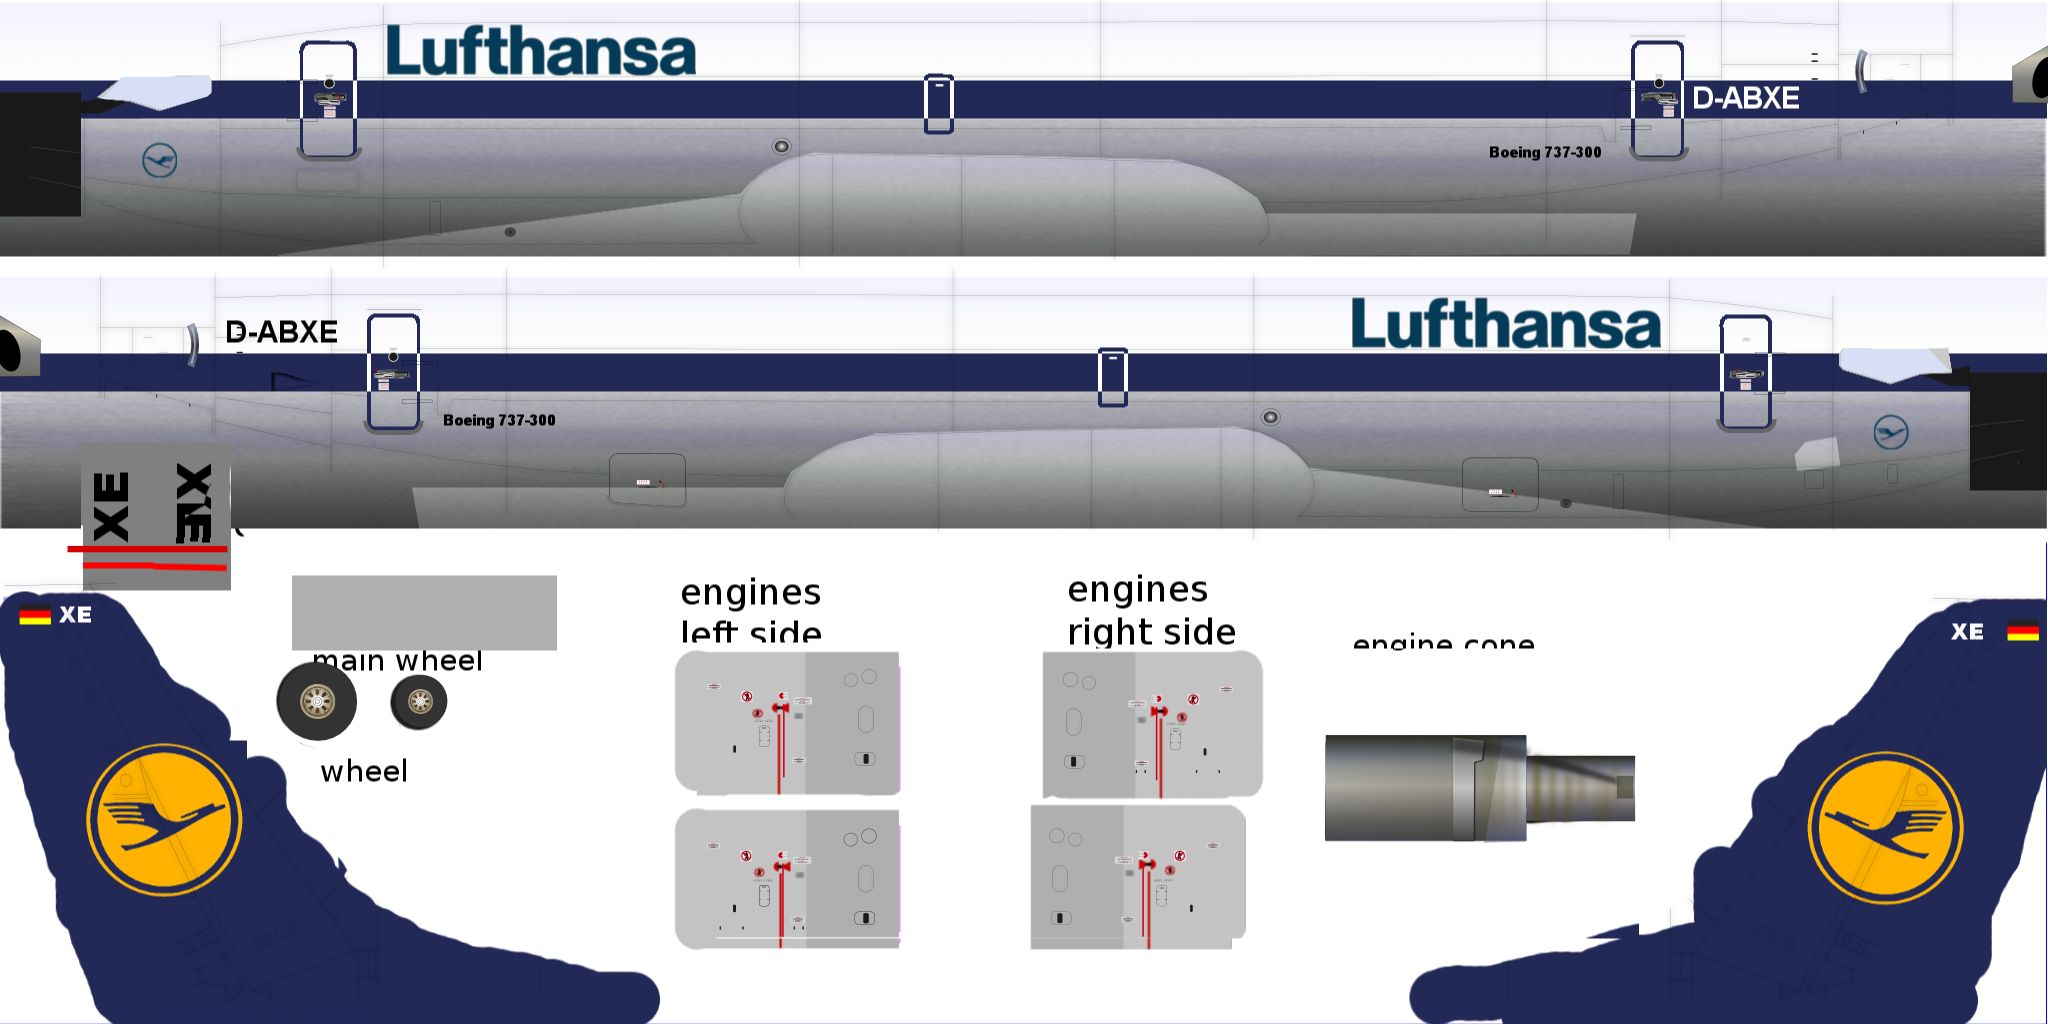 Lufthansa
D-ABXE
Boeing 737-300
D-ABXE
Lufthansa
Boeing 737-300
XE
XE
XE
XE
engines
left side
engines
right side
engine cone
main wheel
wheel